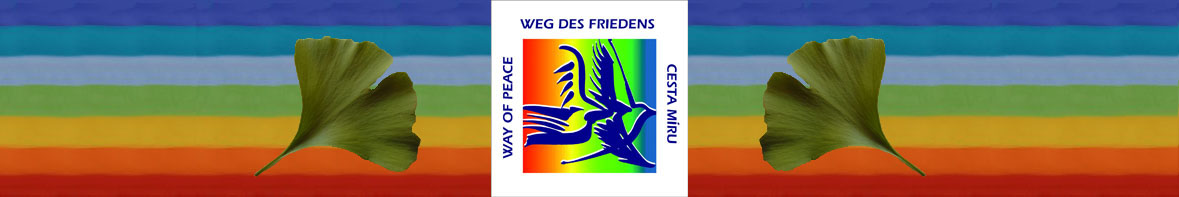 WEG DES FRIEDENS
WAY OF PEACE
CESTA MÍRU